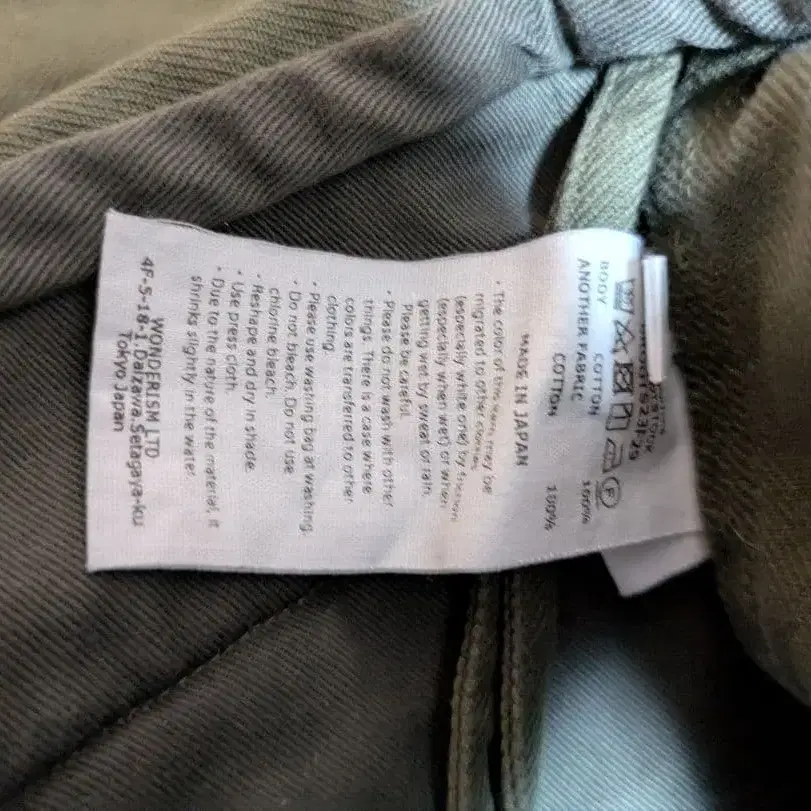 BODY COTTON 100%
ANOTHER FABRIC
COTTON 100%
MADE IN JAPAN
• The color of this item may be
migrated to other clothes
(especially white one) by friction
(especially when wet) or when
getting wet by sweat or rain.
Please be careful.
• Please do not wash with other
things. There is a case where
colors are transferred to other
clothing.
• Please use washing bag at washing.
• Do not bleach. Do not use
chlorine bleach.
• Reshape and dry in shade.
• Use press cloth.
• Due to the nature of the material, it
shrinks slightly in the water.
WONDERISM LTD
4F-5-18-1, Daizawa, Setagaya-ku
Tokyo Japan